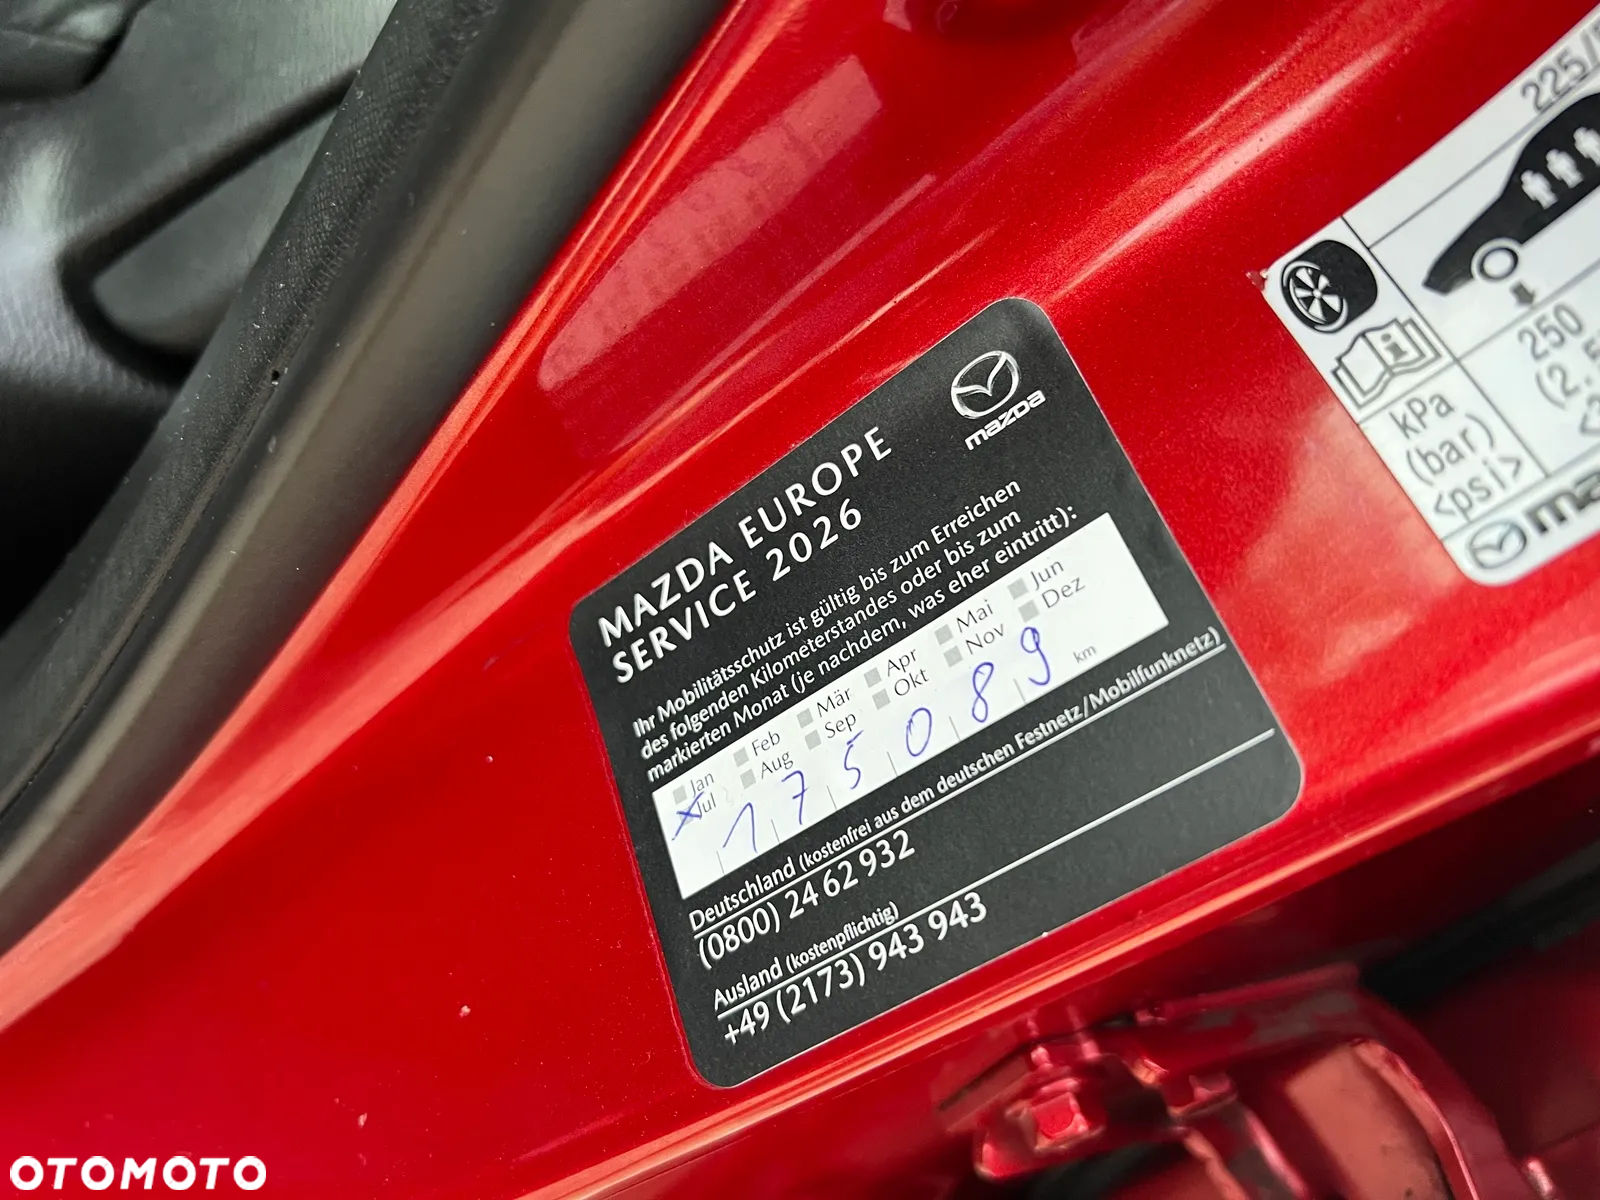 mazda
MAZDA EUROPE
SERVICE 2026
Ihr Mobilitätsschutz ist gültig bis zum Erreichen
des folgenden Kilometerstandes oder bis zum
markierten Monat (je nachdem, was eher eintritt):
Jan Feb Mär Apr Mai Jun
Jul Aug Sep Okt Nov Dez
175089 km
Deutschland (kostenfrei aus dem deutschen Festnetz/Mobilfunknetz)
(0800) 24 62 932
Ausland (kostenpflichtig)
+49 (2173) 943 943
225/
250
kPa
(bar)
(2.
<psi>
OTOMOTO